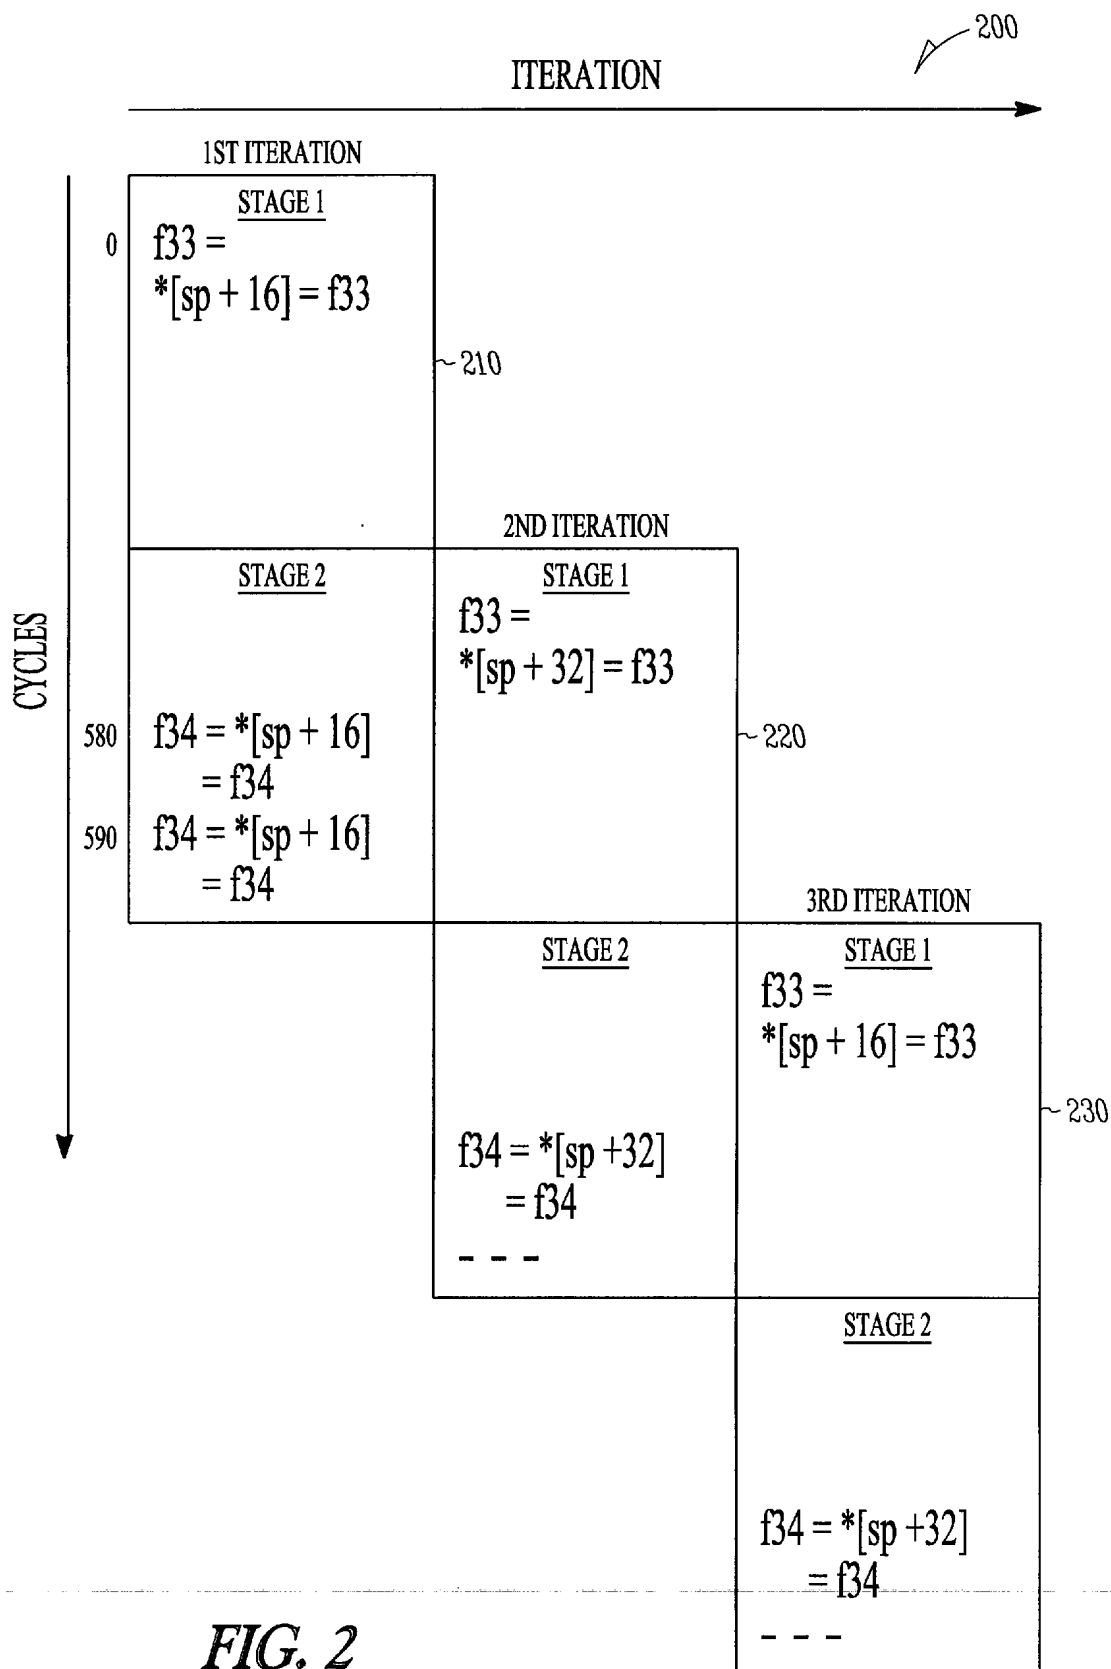 200
ITERATION
1ST ITERATION
STAGE 1
0
f33 =
*[sp + 16] = f33
210
2ND ITERATION
STAGE 2
STAGE 1
f33 =
*[sp + 32] = f33
CYCLES
580
f34 = *[sp + 16]
220
= f34
590
f34 = *[sp + 16]
= f34
3RD ITERATION
STAGE 2
STAGE 1
f33 =
*[sp + 16] = f33
230
f34 = *[sp +32]
= f34
- - -
STAGE 2
f34 = *[sp +32]
= f34
- - -
FIG. 2